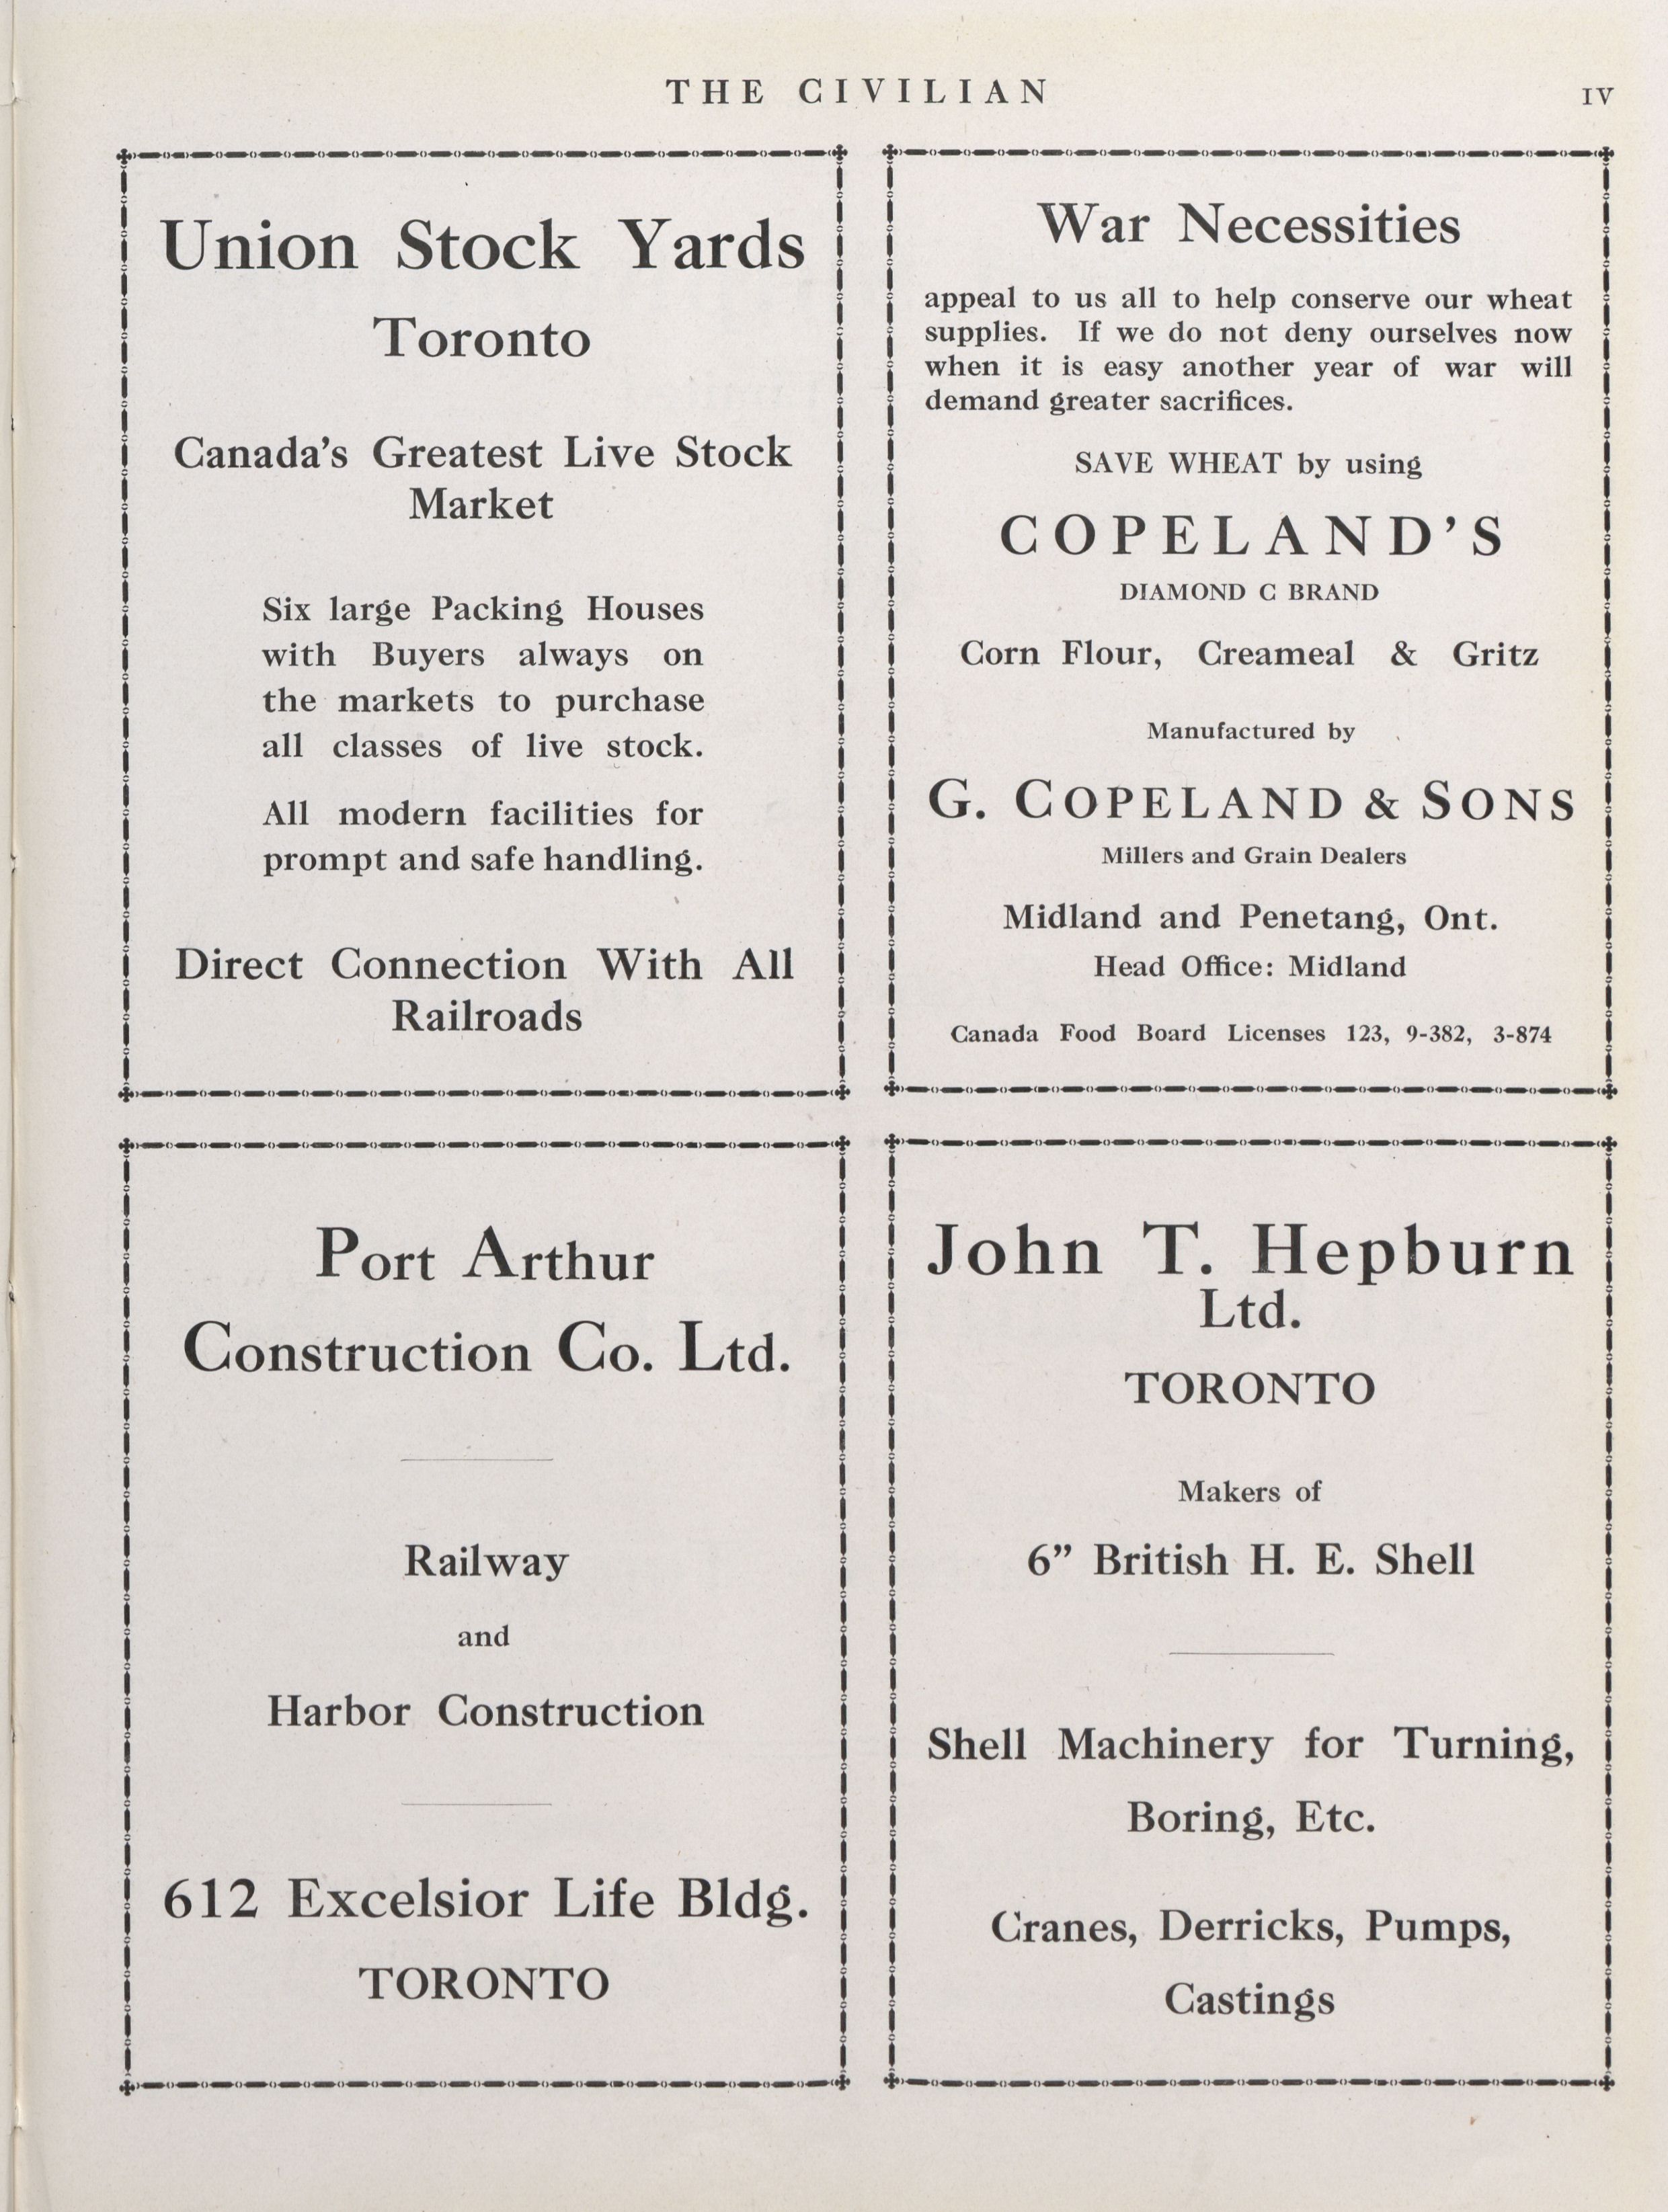 THE CIVILIAN
IV
Union Stock Yards
Toronto
Canada's Greatest Live Stock
Market
Six large Packing Houses
with Buyers always on
the markets to purchase
all classes of live stock.
All modern facilities for
prompt and safe handling.
Direct Connection With All
Railroads
War Necessities
appeal to us all to help conserve our wheat
supplies. If we do not deny ourselves now
when it is easy another year of war will
demand greater sacrifices.
SAVE WHEAT by using
COPELAND'S
DIAMOND C BRAND
Corn Flour, Creameal & Gritz
Manufactured by
G. COPELAND & SONS
Millers and Grain Dealers
Midland and Penetang, Ont.
Head Office: Midland
Canada Food Board Licenses 123, 9-382, 3-874
Port Arthur
Construction Co. Ltd.
Railway
and
Harbor Construction
612 Excelsior Life Bldg.
TORONTO
John T. Hepburn
Ltd.
TORONTO
Makers of
6" British H. E. Shell
Shell Machinery for Turning,
Boring, Etc.
Cranes, Derricks, Pumps,
Castings